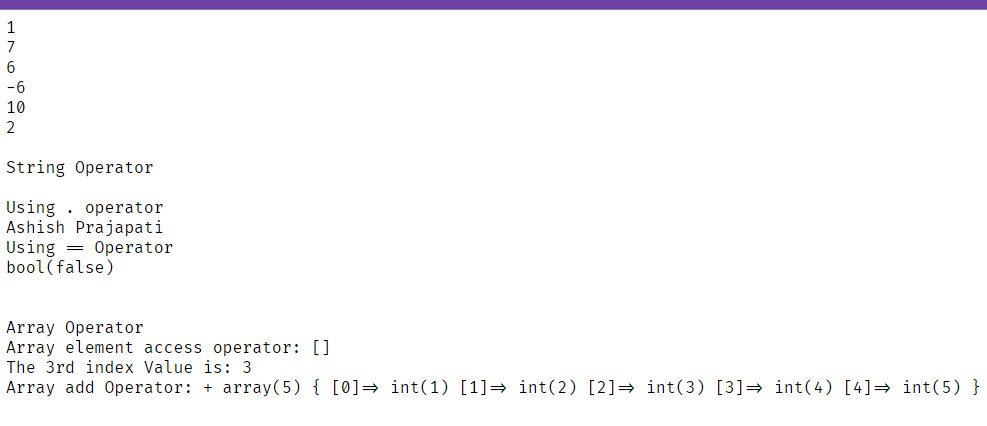 1
7
6
-6
10
2
String Operator
Using . operator
Ashish Prajapati
Using == Operator
bool(false)
Array Operator
Array element access operator: []
The 3rd index Value is: 3
Array add Operator: + array(5) { [0]=> int(1) [1]=> int(2) [2]=> int(3) [3]=> int(4) [4]=> int(5) }